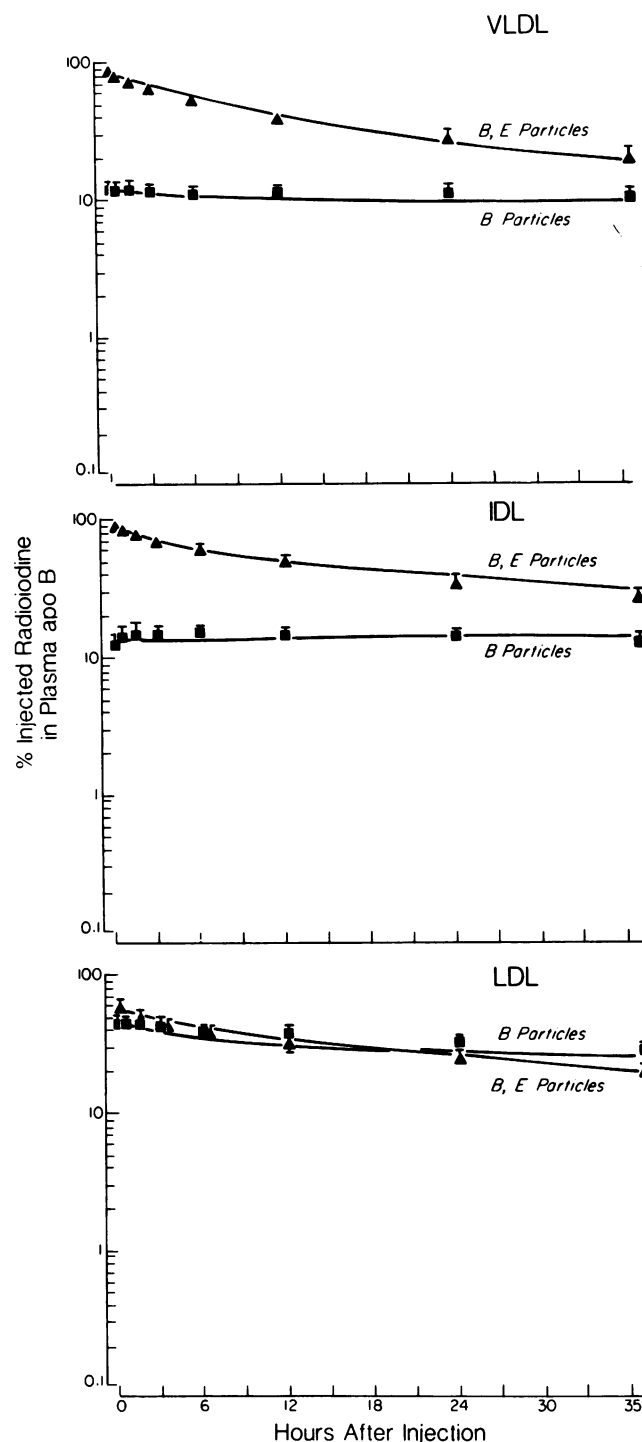 VLDL
100
B, E Particles
10
B Particles
1
0.1
IDL
100
B, E Particles
10
B Particles
1
0.1
% Injected Radioiodine
in Plasma apo B
LDL
100
B Particles
B, E Particles
10
1
0.1
0 6 12 18 24 30 35
Hours After Injection